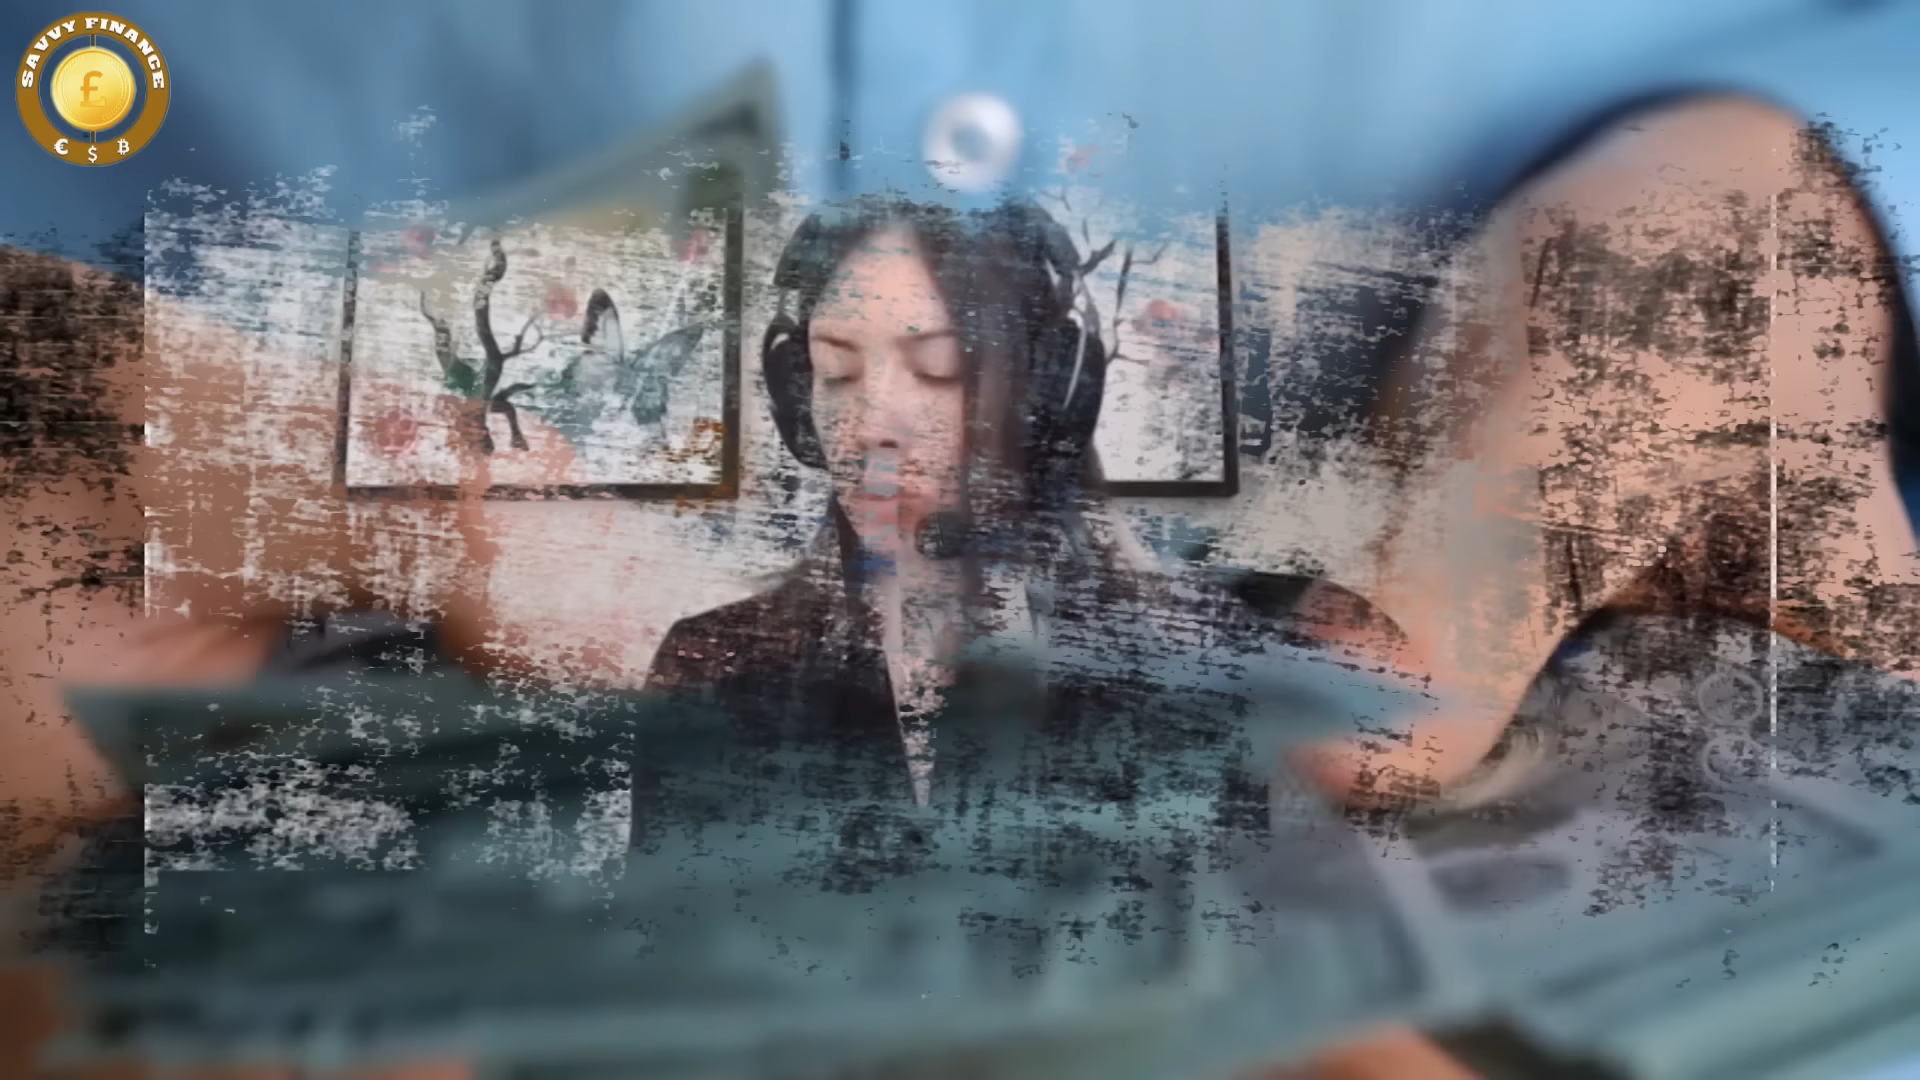 SAVVY FINANCE
£
€ $ ₿